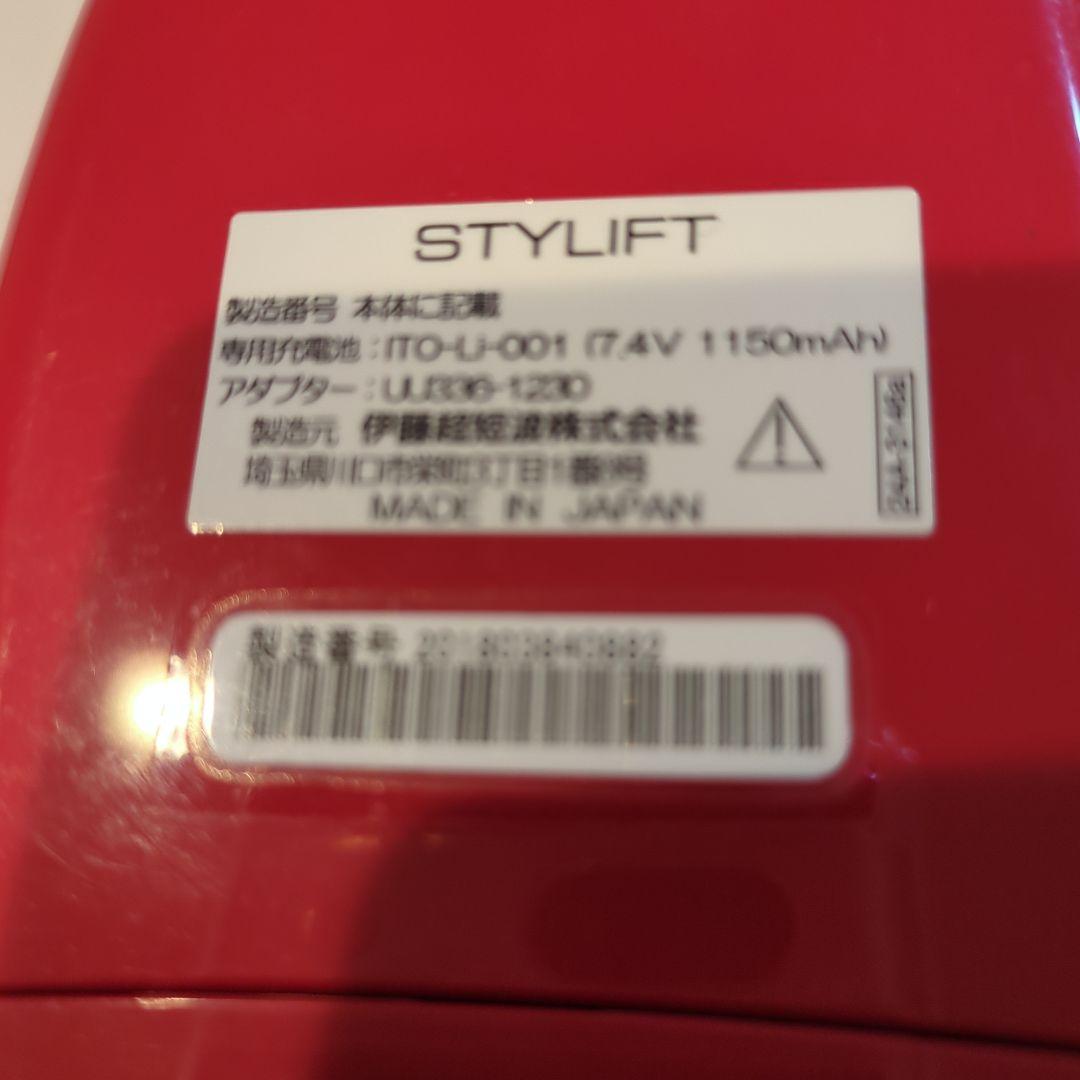 STYLIFT
製造番号 本体に記載
専用充電池：ITO-Li-001 (7.4V 1150mAh)
アダプター：UU336-1230
製造元 伊藤超短波株式会社
埼玉県川口市栄町3丁目1番8号
MADE IN JAPAN
製造番号